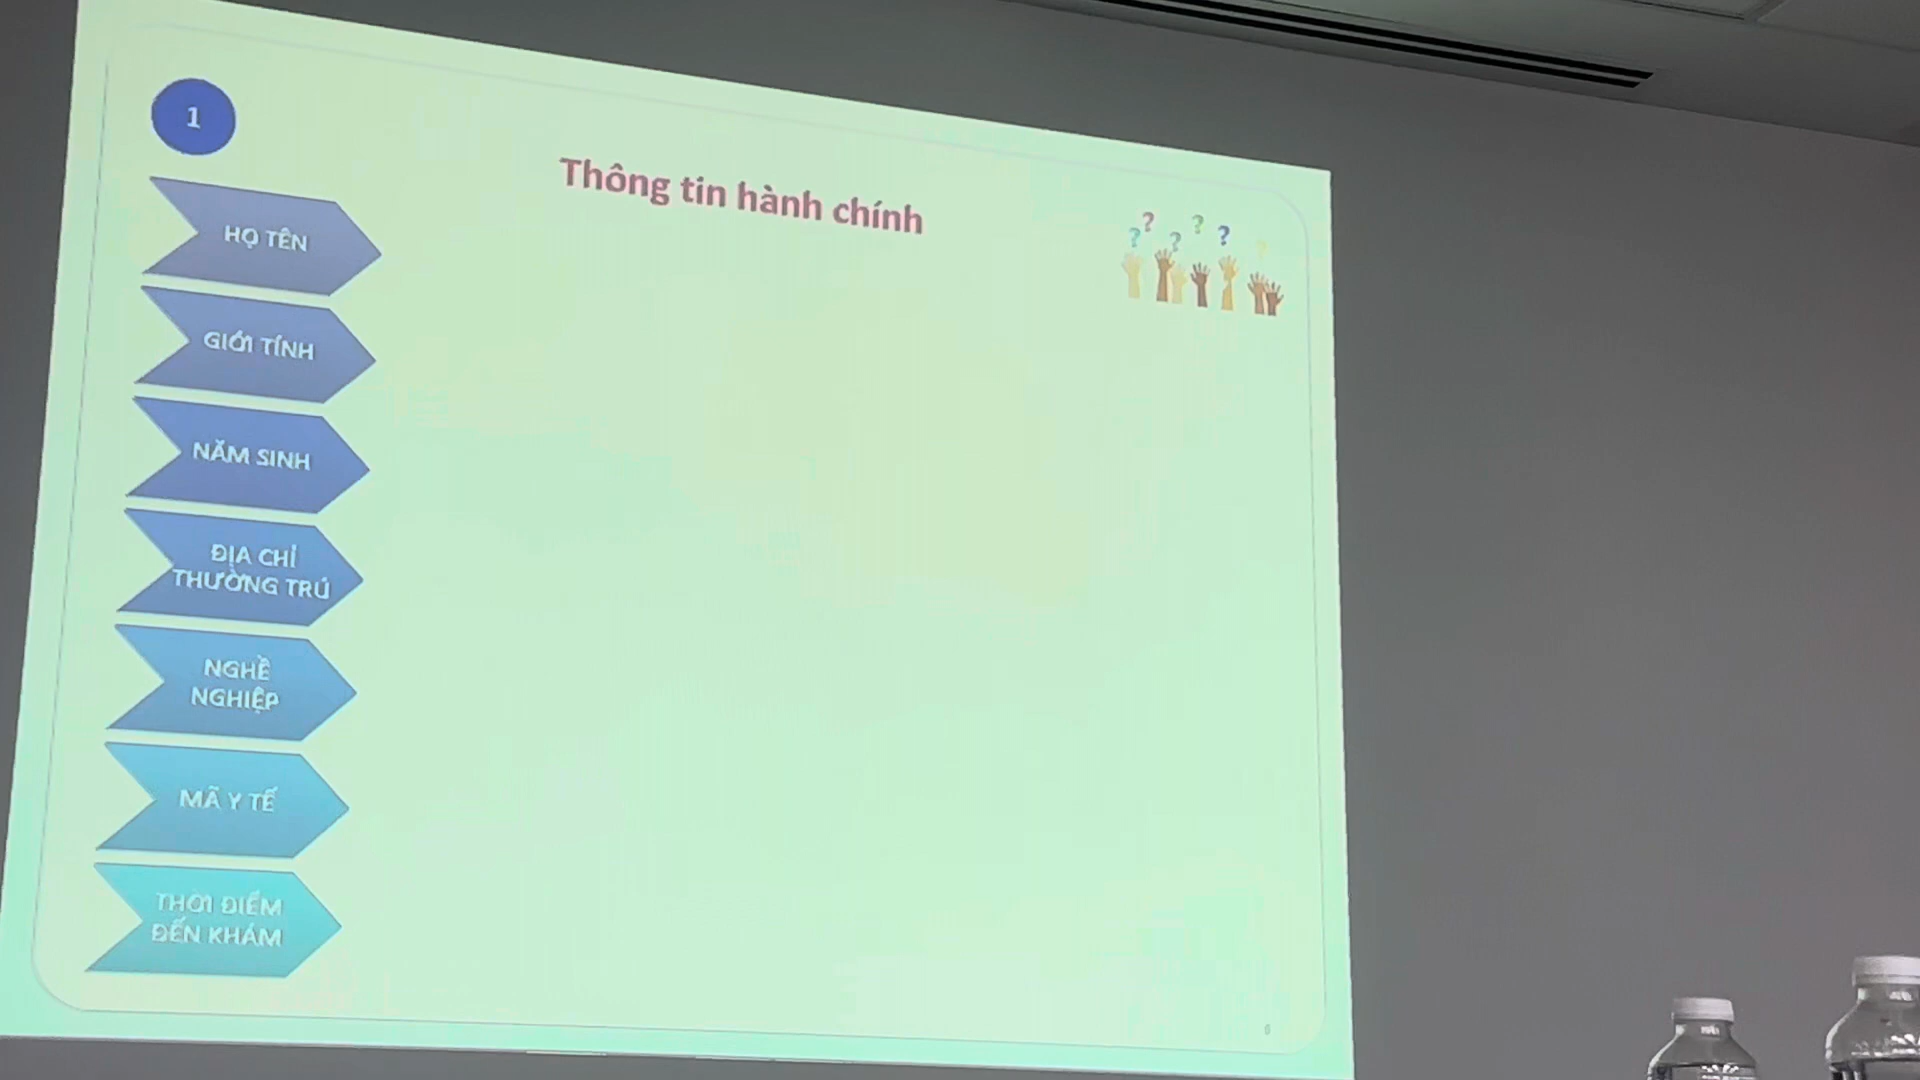 1
Thông tin hành chính
? ? ? ? ? ?
HỌ TÊN
GIỚI TÍNH
NĂM SINH
ĐỊA CHỈ
THƯỜNG TRÚ
NGHỀ
NGHIỆP
MÃ Y TẾ
THỜI ĐIỂM
ĐẾN KHÁM